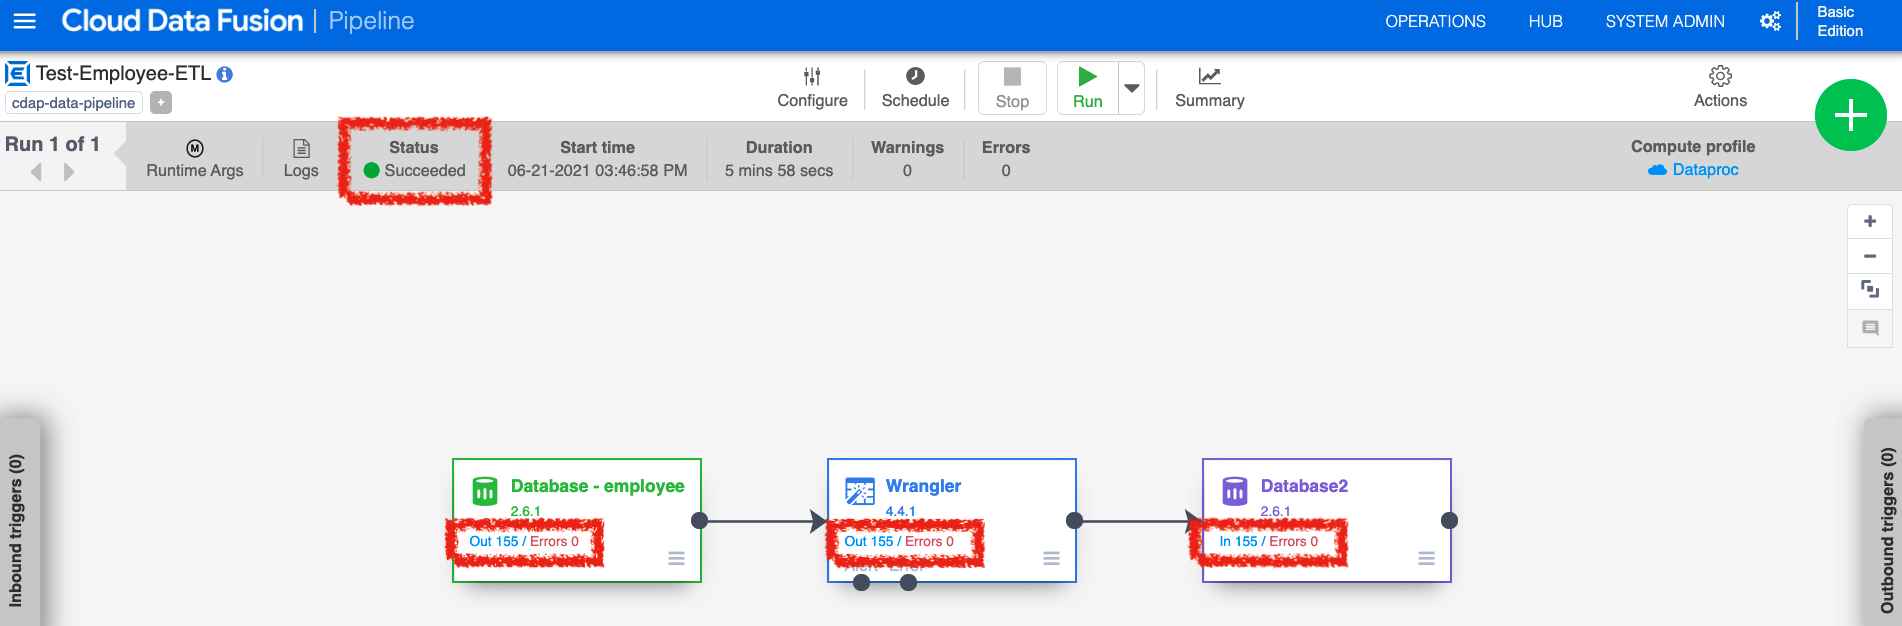 Cloud Data Fusion | Pipeline
OPERATIONS
HUB
SYSTEM ADMIN
Basic
Edition
Test-Employee-ETL
cdap-data-pipeline
+
Configure
Schedule
Stop
Run
Summary
Actions
Run 1 of 1
Runtime Args
Logs
Status
Succeeded
Start time
06-21-2021 03:46:58 PM
Duration
5 mins 58 secs
Warnings
0
Errors
0
Compute profile
Dataproc
Inbound triggers (0)
Database - employee
2.6.1
Out 155 / Errors 0
Wrangler
4.4.1
Out 155 / Errors 0
Alert Error
Database2
2.6.1
In 155 / Errors 0
Outbound triggers (0)